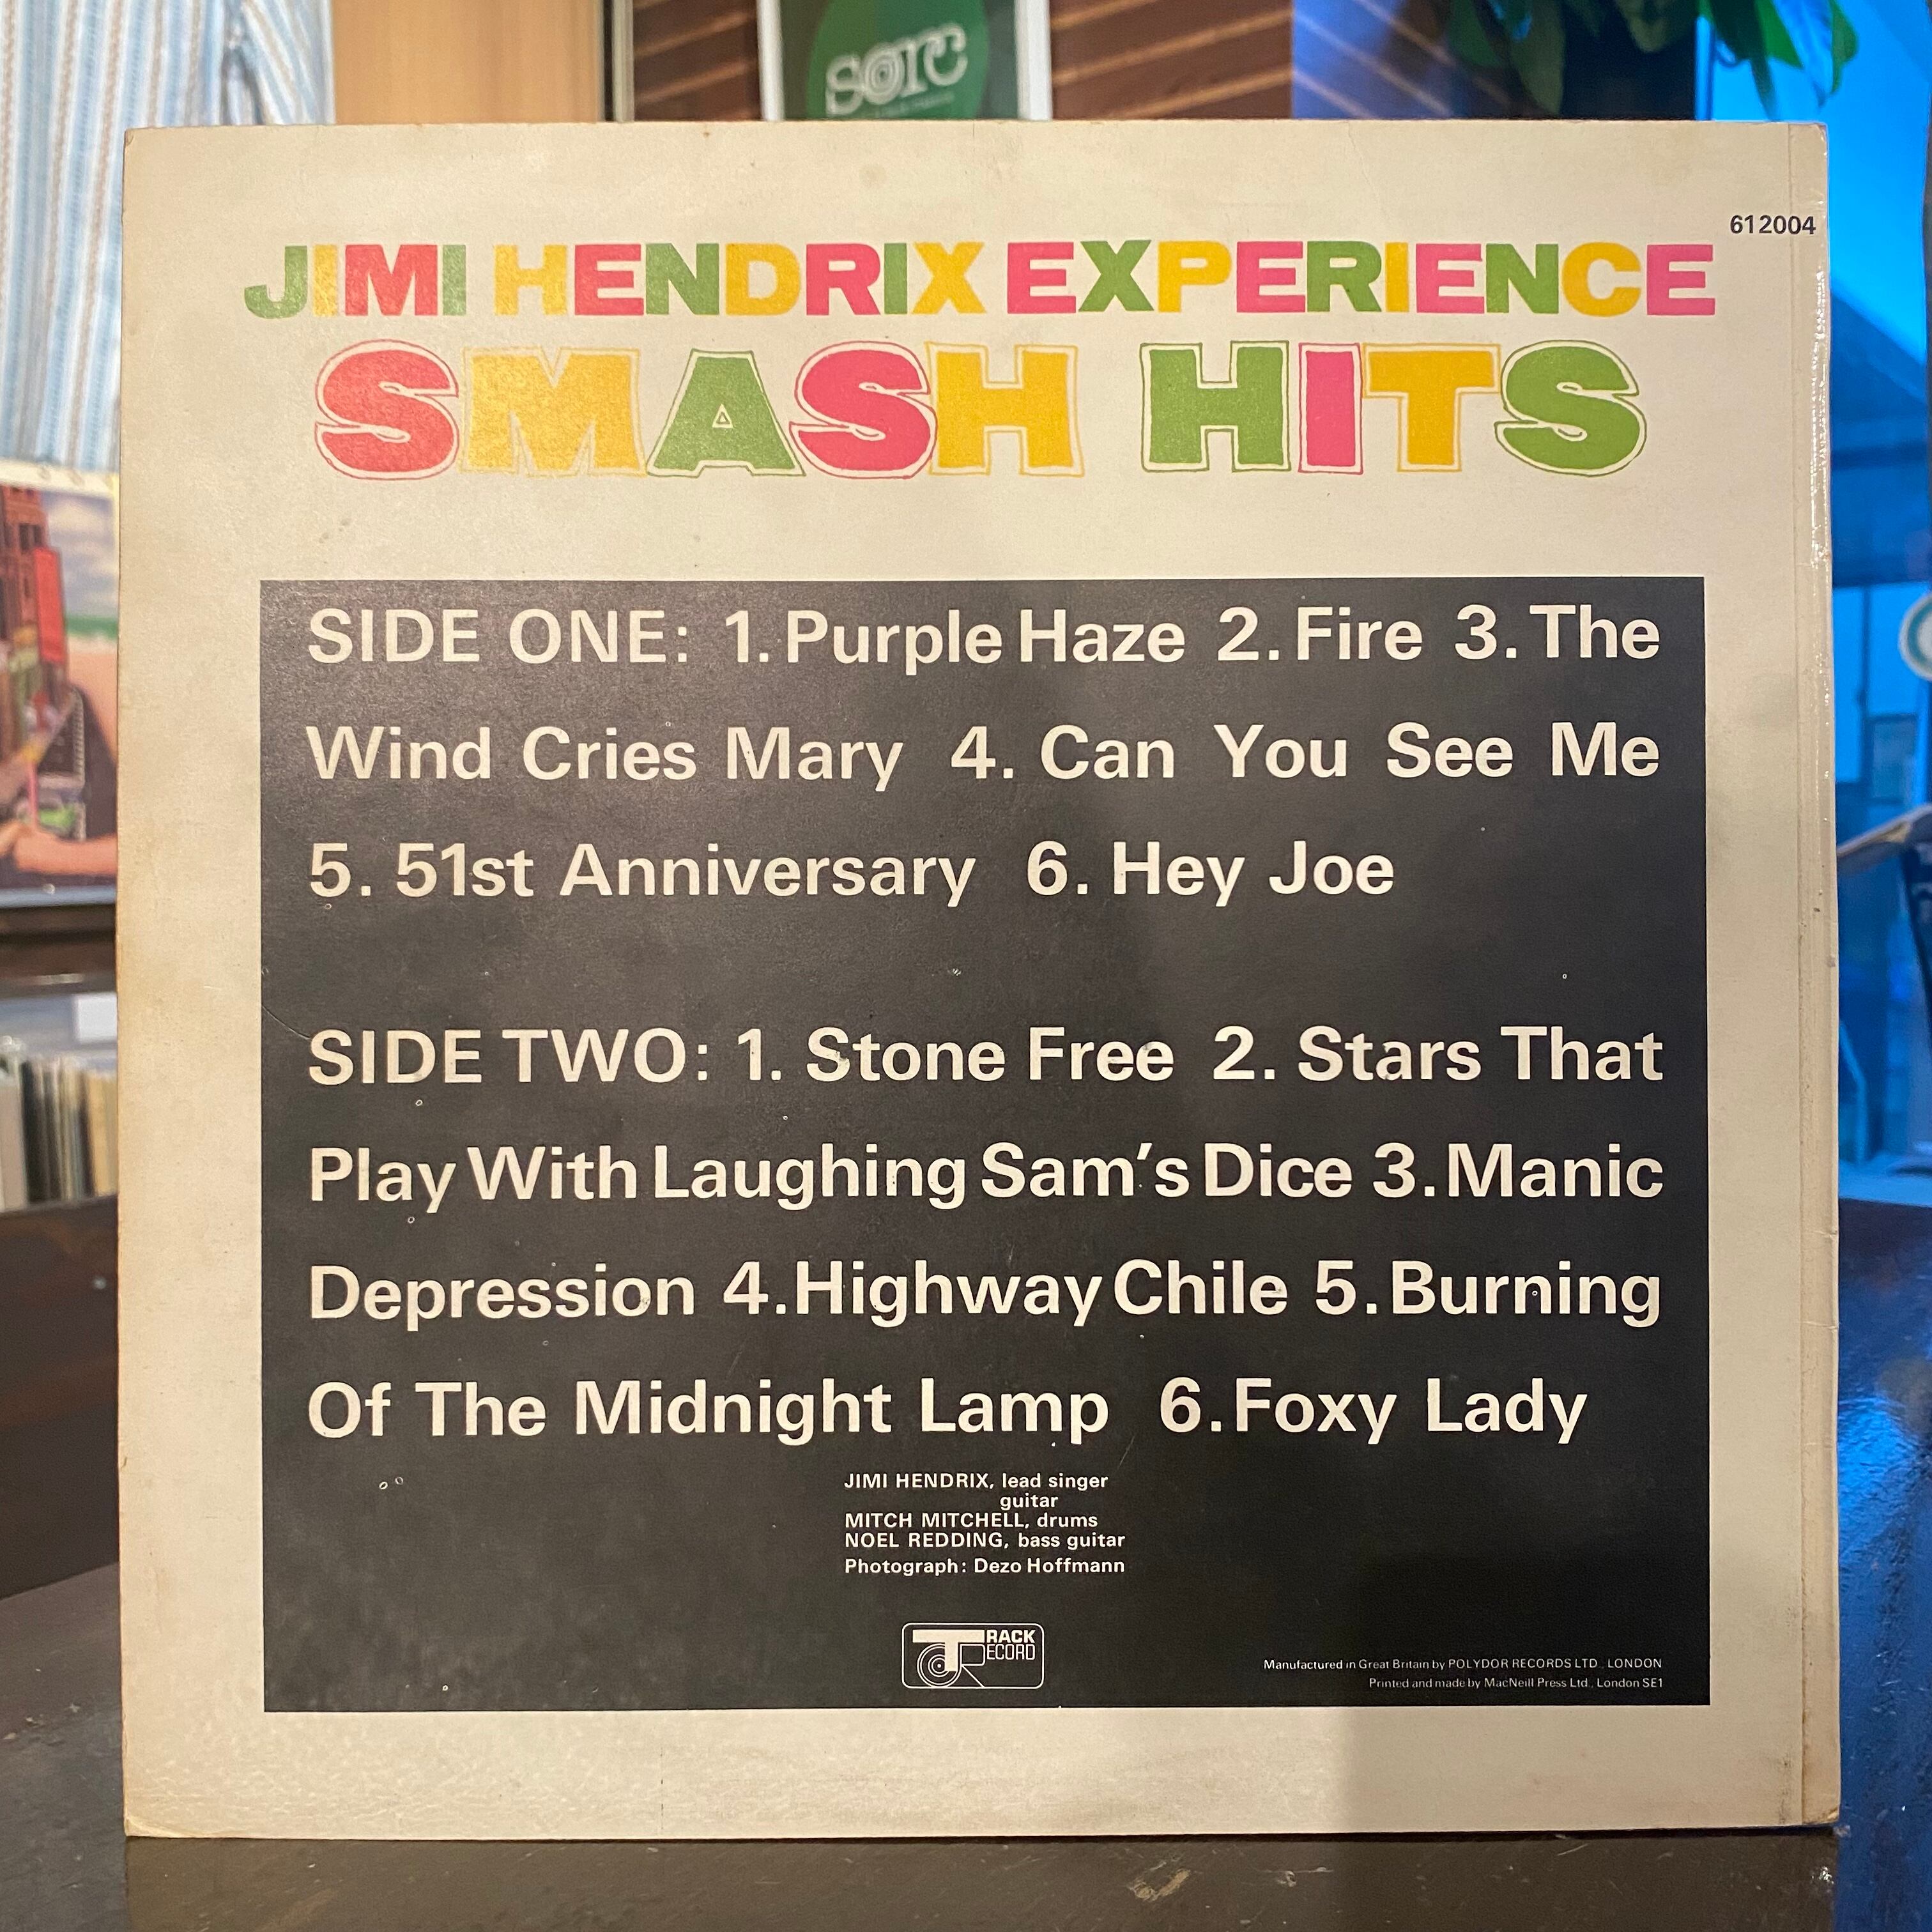 sorc
612004
JIMI HENDRIX EXPERIENCE
SMASH HITS
SIDE ONE: 1. Purple Haze 2. Fire 3. The
Wind Cries Mary 4. Can You See Me
5. 51st Anniversary 6. Hey Joe
SIDE TWO: 1. Stone Free 2. Stars That
Play With Laughing Sam's Dice 3. Manic
Depression 4. Highway Chile 5. Burning
Of The Midnight Lamp 6. Foxy Lady
JIMI HENDRIX, lead singer
guitar
MITCH MITCHELL, drums
NOEL REDDING, bass guitar
Photograph: Dezo Hoffmann
TRACK
RECORD
Manufactured in Great Britain by POLYDOR RECORDS LTD., LONDON
Printed and made by MacNeill Press Ltd., London SE1